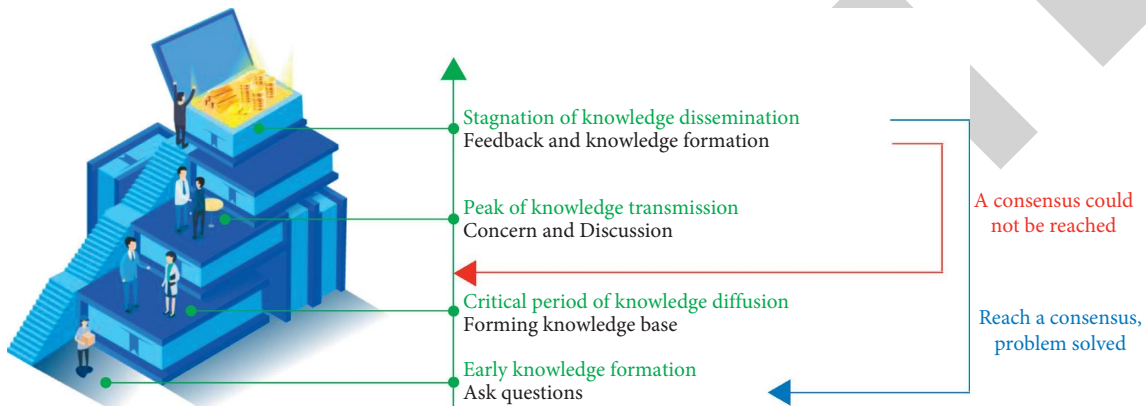 Stagnation of knowledge dissemination
Feedback and knowledge formation
Peak of knowledge transmission
Concern and Discussion
A consensus could
not be reached
Critical period of knowledge diffusion
Forming knowledge base
Reach a consensus,
problem solved
Early knowledge formation
Ask questions